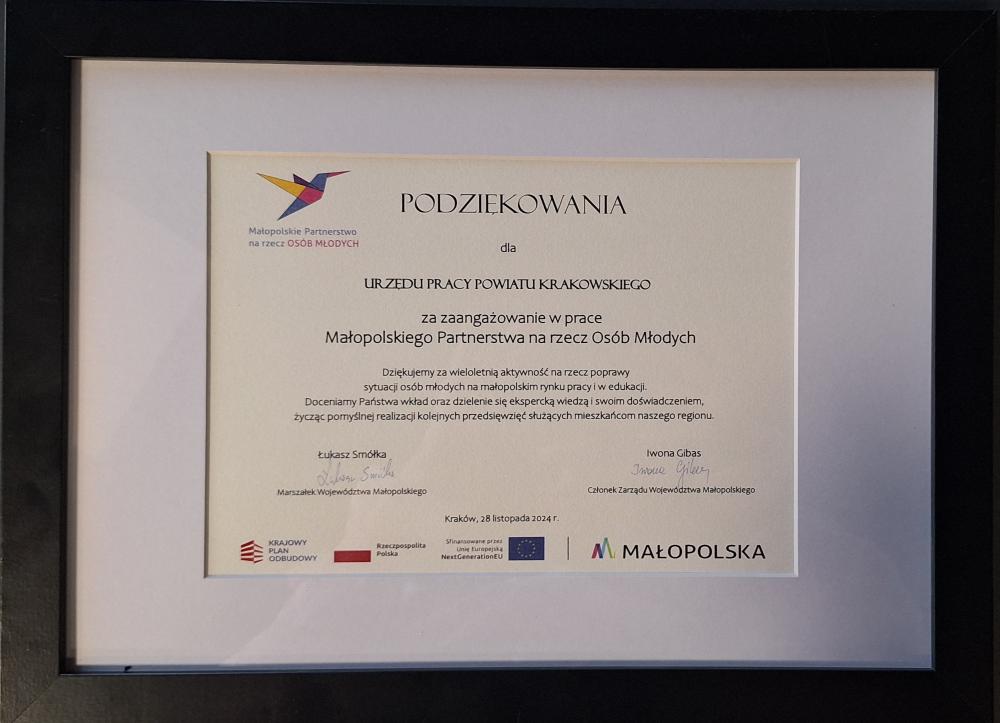 Małopolskie Partnerstwo
na rzecz OSÓB MŁODYCH
PODZIĘKOWANIA
dla
URZĘDU PRACY POWIATU KRAKOWSKIEGO
za zaangażowanie w prace
Małopolskiego Partnerstwa na rzecz Osób Młodych
Dziękujemy za wieloletnią aktywność na rzecz poprawy
sytuacji osób młodych na małopolskim rynku pracy i w edukacji.
Doceniamy Państwa wkład oraz dzielenie się ekspercką wiedzą i swoim doświadczeniem,
życząc pomyślnej realizacji kolejnych przedsięwzięć służących mieszkańcom naszego regionu.
Łukasz Smółka
Łukasz Smółka
Marszałek Województwa Małopolskiego
Iwona Gibas
Iwona Gibas
Członek Zarządu Województwa Małopolskiego
Kraków, 28 listopada 2024 r.
KRAJOWY
PLAN
ODBUDOWY
Rzeczpospolita
Polska
Sfinansowane przez
Unię Europejską
NextGenerationEU
MAŁOPOLSKA